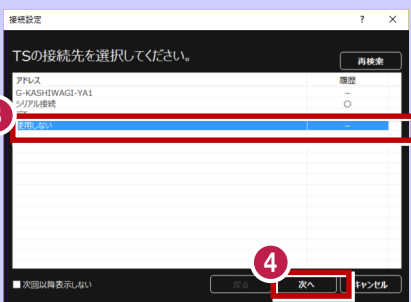 接続設定 ? ×
TSの接続先を選択してください。 再検索
アドレス 履歴
G-KASHIWAGI-YA1 -
シリアル接続 ○
使用しない -
4
次回以降表示しない 戻る 次へ キャンセル